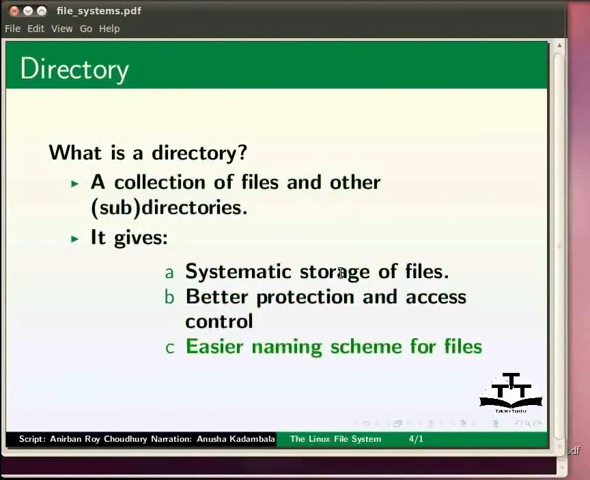 file_systems.pdf
File Edit View Go Help
Directory
What is a directory?
A collection of files and other
(sub)directories.
It gives:
a Systematic storage of files.
b Better protection and access
control
c Easier naming scheme for files
Script: Anirban Roy Choudhury Narration: Anusha Kadambala The Linux File System 4/1